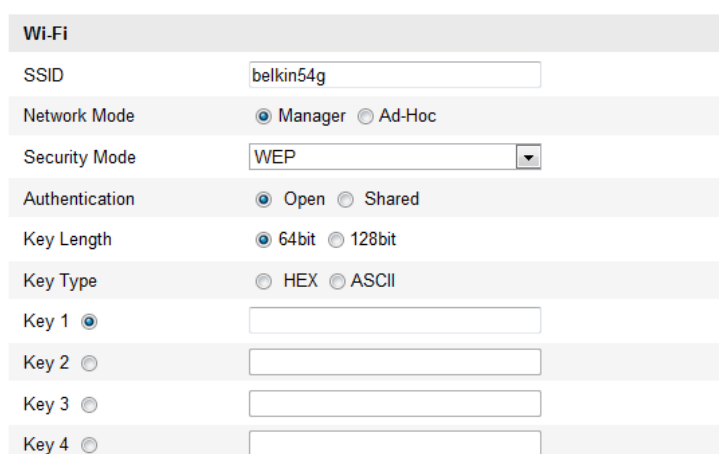 Wi-Fi
SSID belkin54g
Network Mode Manager Ad-Hoc
Security Mode WEP
Authentication Open Shared
Key Length 64bit 128bit
Key Type HEX ASCII
Key 1
Key 2
Key 3
Key 4